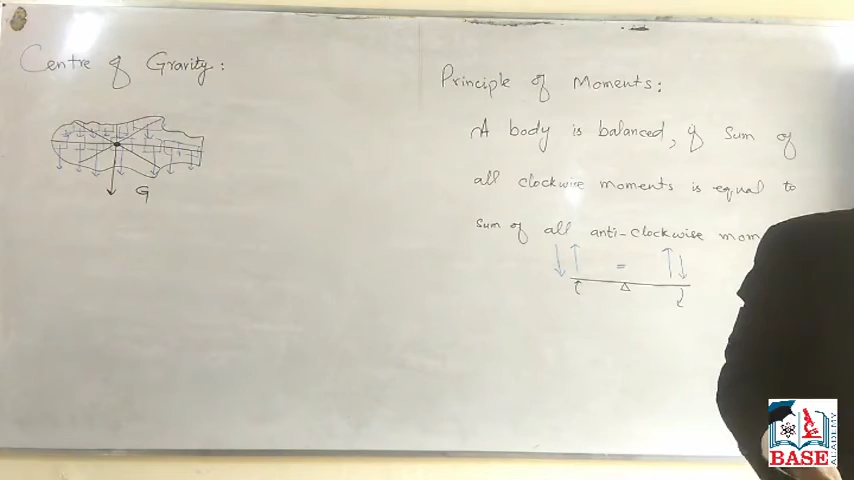 Centre of Gravity:
G
Principle of Moments:
A body is balanced, if sum of
all clockwise moments is equal to
sum of all anti-clockwise mom
=
BASE
ACADEMY